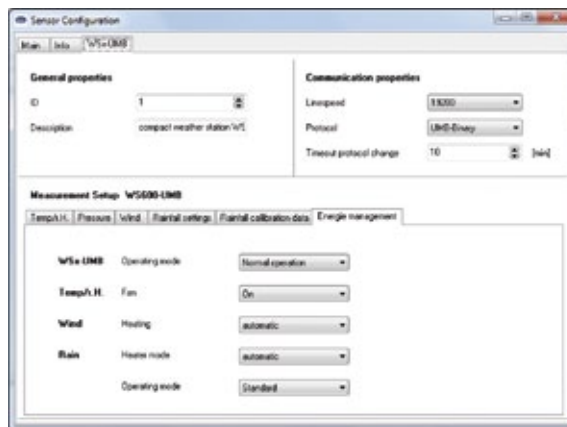 Sensor Configuration
Main Info WSx-UMB
General properties
ID 1
Description compact weather station WS
Communication properties
Linespeed 19200
Protocol UMB-Binary
Timeout protocol change 10 [min]
Measurement Setup WS600-UMB
Temp/r.H. Pressure Wind Rainfall settings Rainfall calibration data Energie management
WSx-UMB Operating mode Normal operation
Temp/r.H. Fan On
Wind Heating automatic
Rain Heater mode automatic
Operating mode Standard